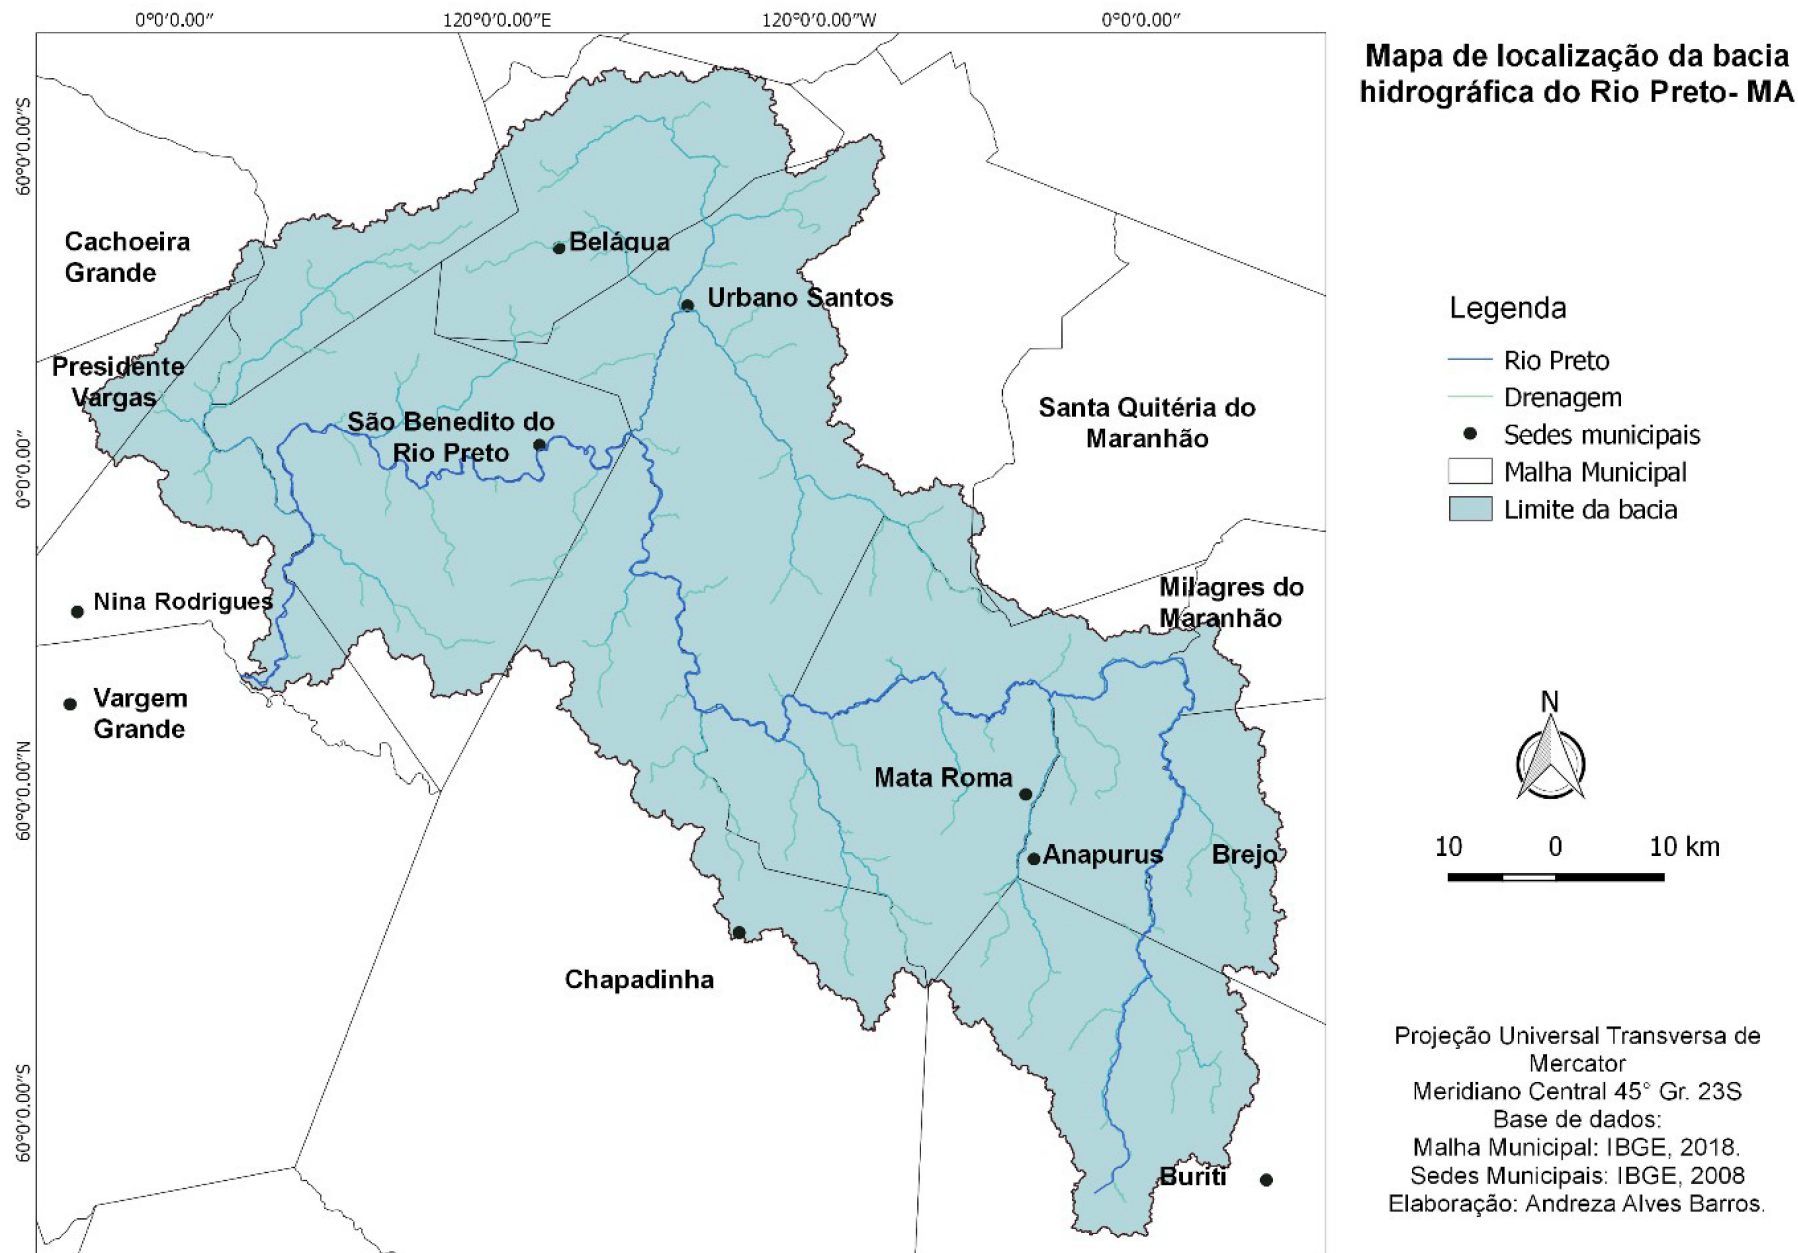 0°0'0.00"
120°0'0.00"E
120°0'0.00"W
0°0'0.00"
Mapa de localização da bacia
hidrográfica do Rio Preto- MA
60°0'0.00"S
0°0'0.00"
60°0'0.00"N
60°0'0.00"S
Cachoeira
Grande
Beláqua
Urbano Santos
Presidente
Vargas
São Benedito do
Rio Preto
Santa Quitéria do
Maranhão
Nina Rodrigues
Milagres do
Maranhão
Vargem
Grande
Mata Roma
Anapurus
Brejo
Chapadinha
Buriti
Legenda
Rio Preto
Drenagem
Sedes municipais
Malha Municipal
Limite da bacia
N
10 0 10 km
Projeção Universal Transversa de
Mercator
Meridiano Central 45° Gr. 23S
Base de dados:
Malha Municipal: IBGE, 2018.
Sedes Municipais: IBGE, 2008
Elaboração: Andreza Alves Barros.